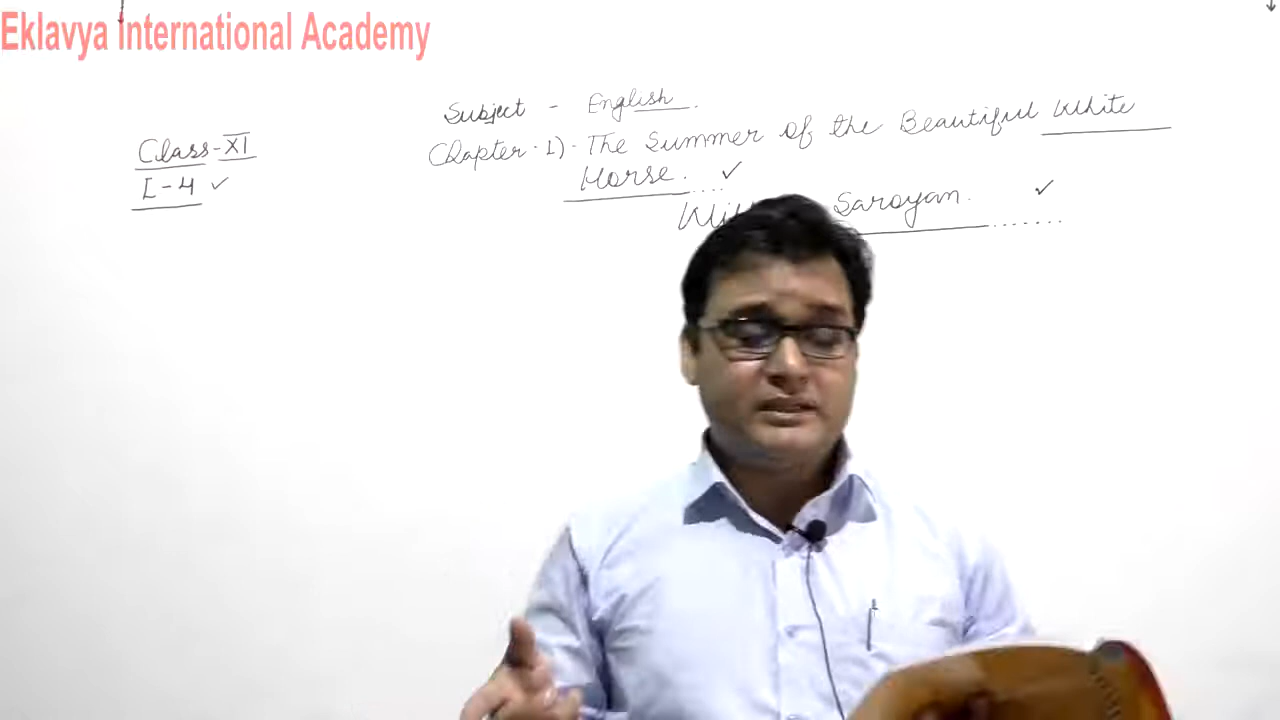 Eklavya International Academy
Subject - English.
Class-XI
L-4 ✓
Chapter-1)- The Summer of the Beautiful White
Horse. ✓
Saroyan. ✓